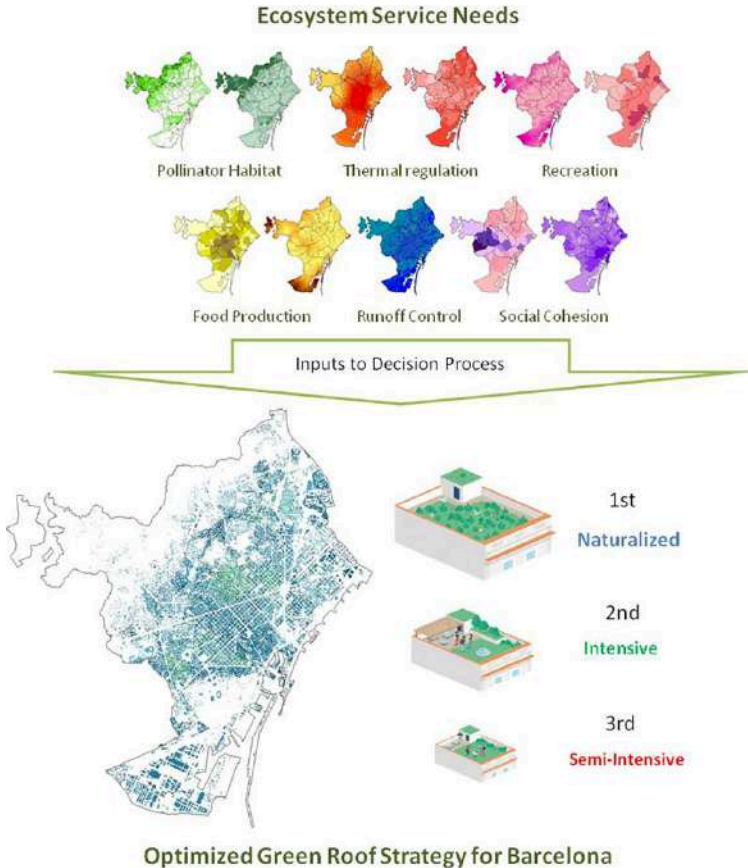 Ecosystem Service Needs
Pollinator Habitat
Thermal regulation
Recreation
Food Production
Runoff Control
Social Cohesion
Inputs to Decision Process
1st
Naturalized
2nd
Intensive
3rd
Semi-Intensive
Optimized Green Roof Strategy for Barcelona